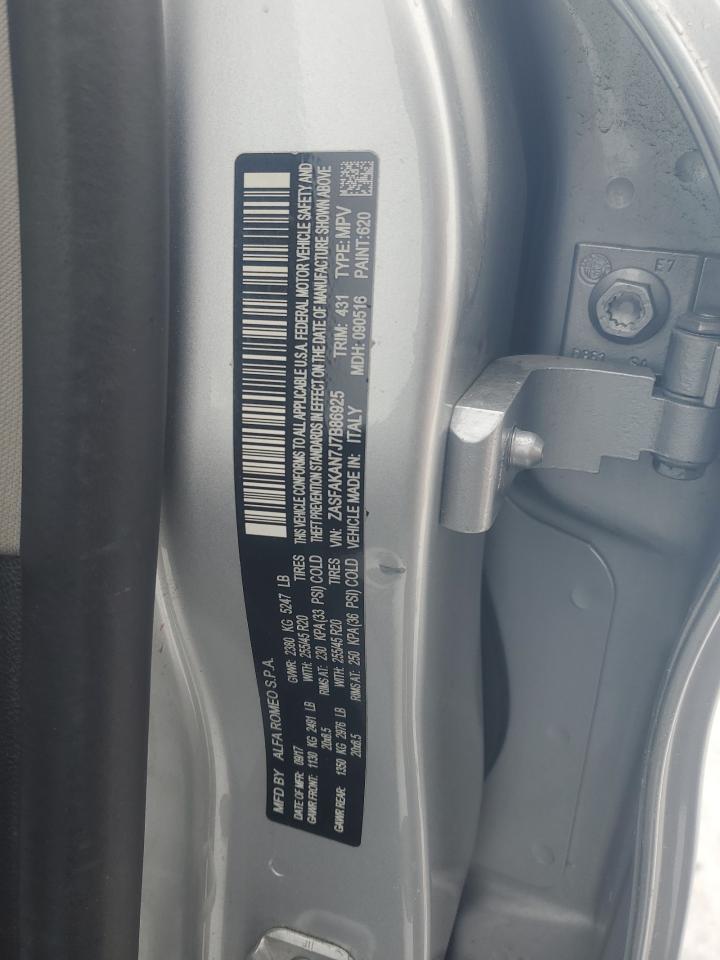 MFD BY ALFA ROMEO S.P.A.
DATE OF MFR: 09/17 GVWR: 2380 KG 5247 LB
GAWR FRONT: 1130 KG 2491 LB WITH: 255/45 R20 TIRES
20x8.5 RIMS AT: 230 KPA (33 PSI) COLD
GAWR REAR: 1350 KG 2976 LB WITH: 255/45 R20 TIRES
20x8.5 RIMS AT: 250 KPA (36 PSI) COLD
THIS VEHICLE CONFORMS TO ALL APPLICABLE U.S.A. FEDERAL MOTOR VEHICLE SAFETY AND
THEFT PREVENTION STANDARDS IN EFFECT ON THE DATE OF MANUFACTURE SHOWN ABOVE
VIN: ZASFAKAN7J7B86925 TRIM: 431 TYPE: MPV
VEHICLE MADE IN: ITALY MDH: 090516 PAINT: 620
E7